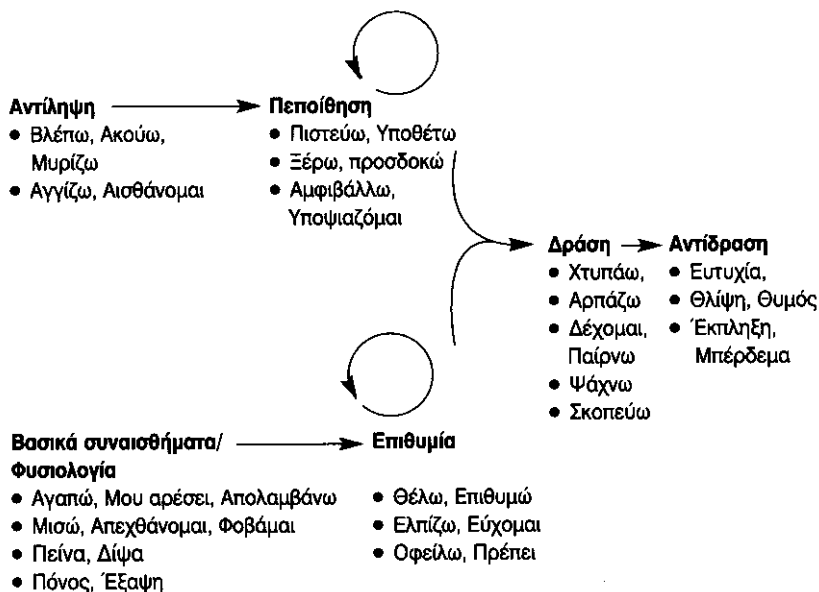 Αντίληψη
• Βλέπω, Ακούω,
Μυρίζω
• Αγγίζω, Αισθάνομαι
Πεποίθηση
• Πιστεύω, Υποθέτω
• Ξέρω, προσδοκώ
• Αμφιβάλλω,
Υποψιαζόμαι
Δράση
• Χτυπάω,
• Αρπάζω
• Δέχομαι,
Παίρνω
• Ψάχνω
• Σκοπεύω
Αντίδραση
• Ευτυχία,
• Θλίψη, Θυμός
• Έκπληξη,
Μπέρδεμα
Βασικά συναισθήματα/
Φυσιολογία
• Αγαπώ, Μου αρέσει, Απολαμβάνω
• Μισώ, Απεχθάνομαι, Φοβάμαι
• Πείνα, Δίψα
• Πόνος, Έξαψη
Επιθυμία
• Θέλω, Επιθυμώ
• Ελπίζω, Εύχομαι
• Οφείλω, Πρέπει